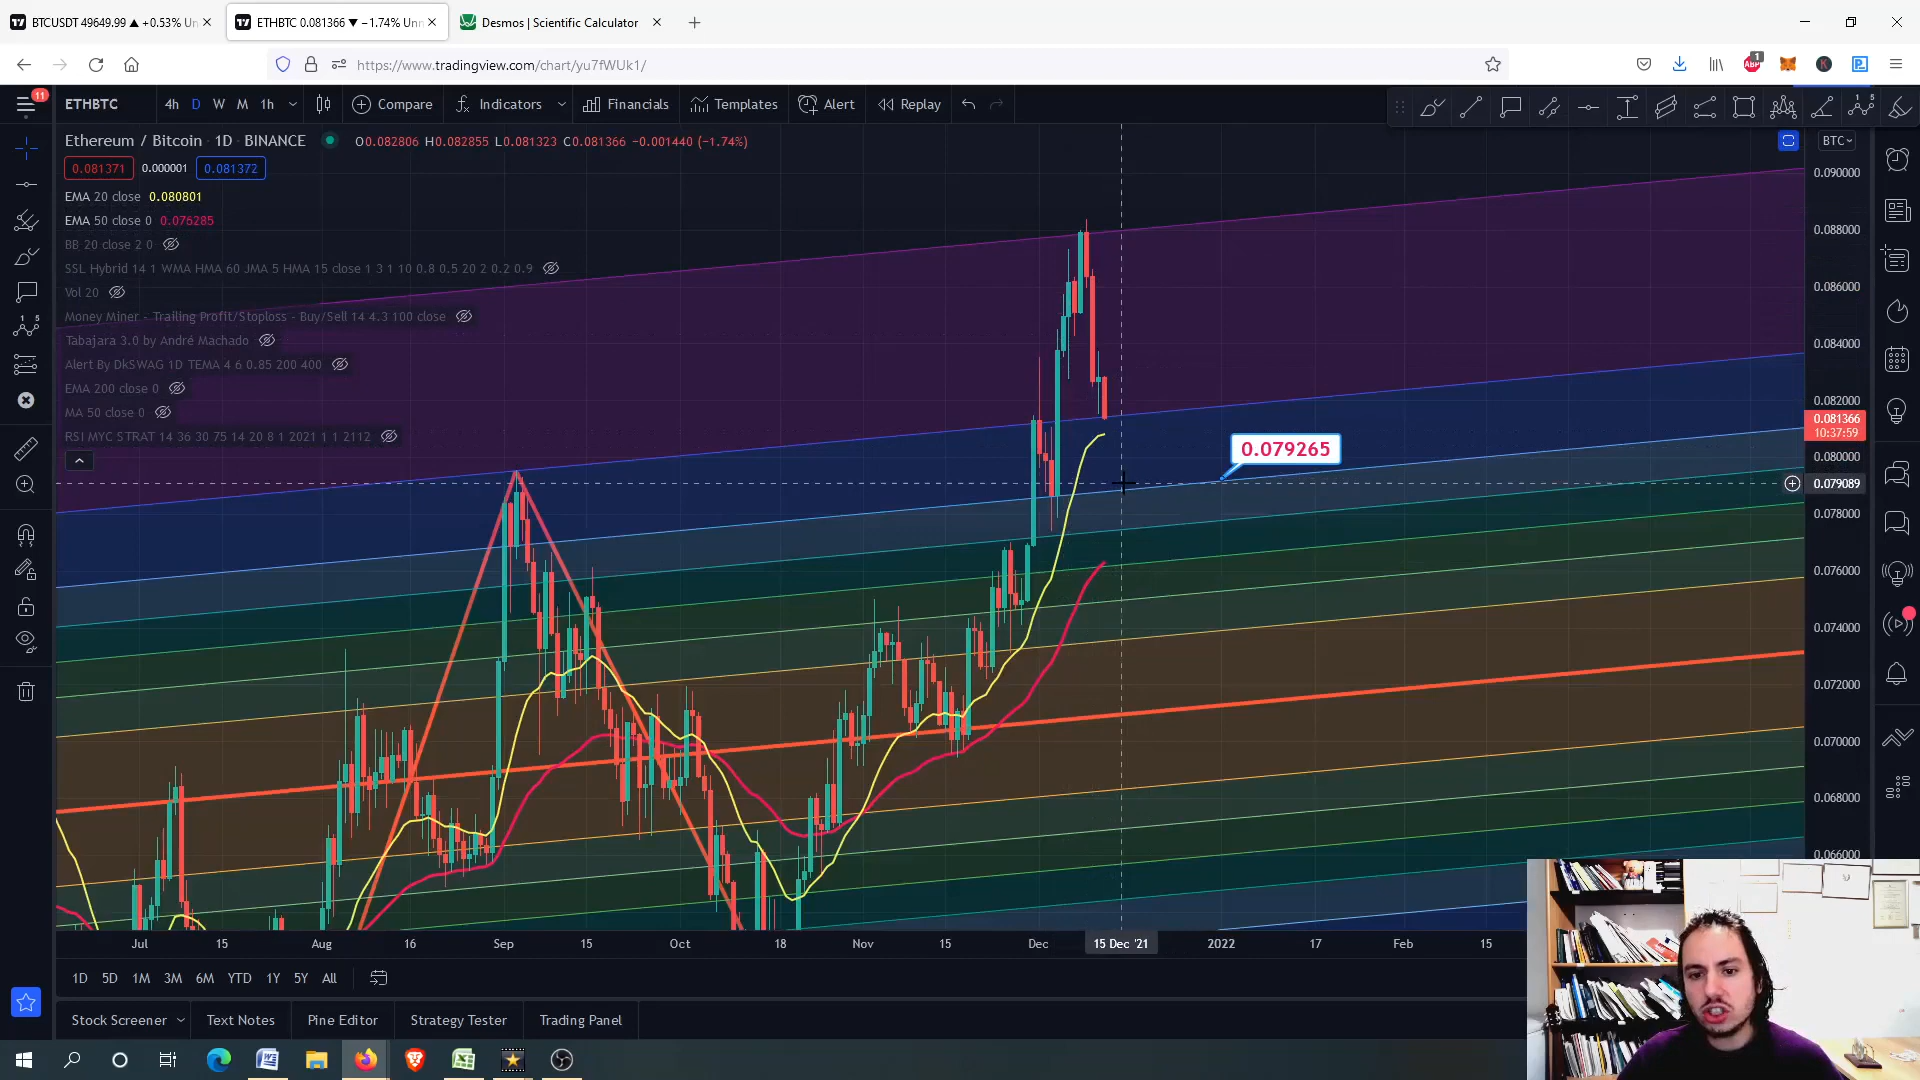 BTCUSDT 49649.99 ▲ +0.53% Un
ETHBTC 0.081366 ▼ −1.74% Unn
Desmos | Scientific Calculator
https://www.tradingview.com/chart/yu7fWUk1/
1
ABP
K
11
ETHBTC
4h
D
W
M
1h
Compare
Indicators
Financials
Templates
Alert
Replay
Ethereum / Bitcoin · 1D · BINANCE
O0.082806 H0.082855 L0.081323 C0.081366 −0.001440 (−1.74%)
BTC
0.081371
0.000001
0.081372
EMA 20 close 0.080801
EMA 50 close 0 0.076285
BB 20 close 2 0
SSL Hybrid 14 1 WMA HMA 60 JMA 5 HMA 15 close 1 3 1 10 0.8 0.5 20 2 0.2 0.9
Vol 20
Money Miner - Trailing Profit/Stoploss - Buy/Sell 14 4.3 100 close
Tabajara 3.0 by André Machado
Alert By DkSWAG 1D TEMA 4 6 0.85 200 400
EMA 200 close 0
MA 50 close 0
RSI MYC STRAT 14 36 30 75 14 20 8 1 2021 1 1 2112
0.079265
0.090000
0.088000
0.086000
0.084000
0.082000
0.081366
10:37:59
0.080000
0.079089
0.078000
0.076000
0.074000
0.072000
0.070000
0.068000
0.066000
Jul
15
Aug
16
Sep
15
Oct
18
Nov
15
Dec
15 Dec '21
2022
17
Feb
15
1D
5D
1M
3M
6M
YTD
1Y
5Y
All
Stock Screener
Text Notes
Pine Editor
Strategy Tester
Trading Panel